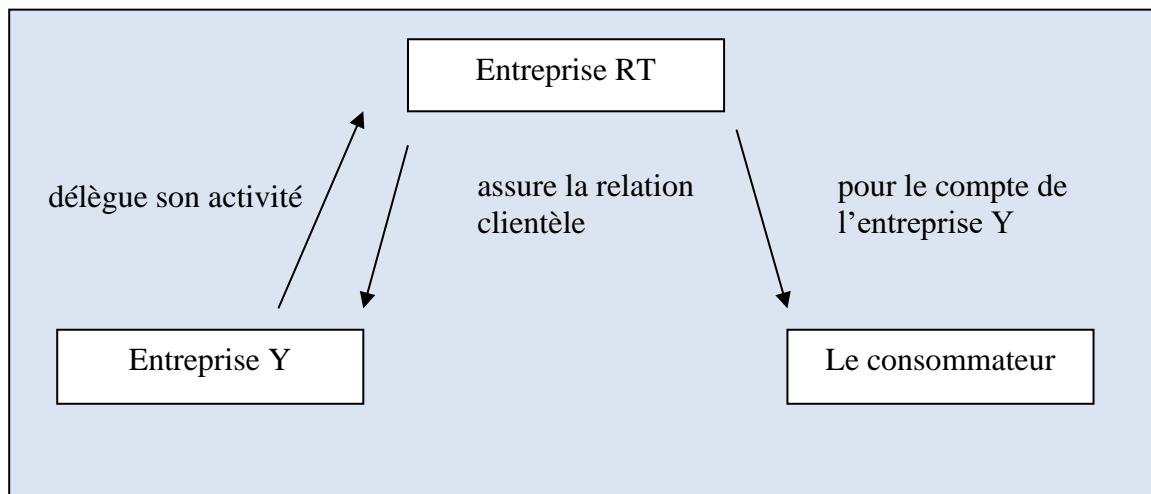 Entreprise RT
délègue son activité
assure la relation
clientèle
pour le compte de
l’entreprise Y
Entreprise Y
Le consommateur